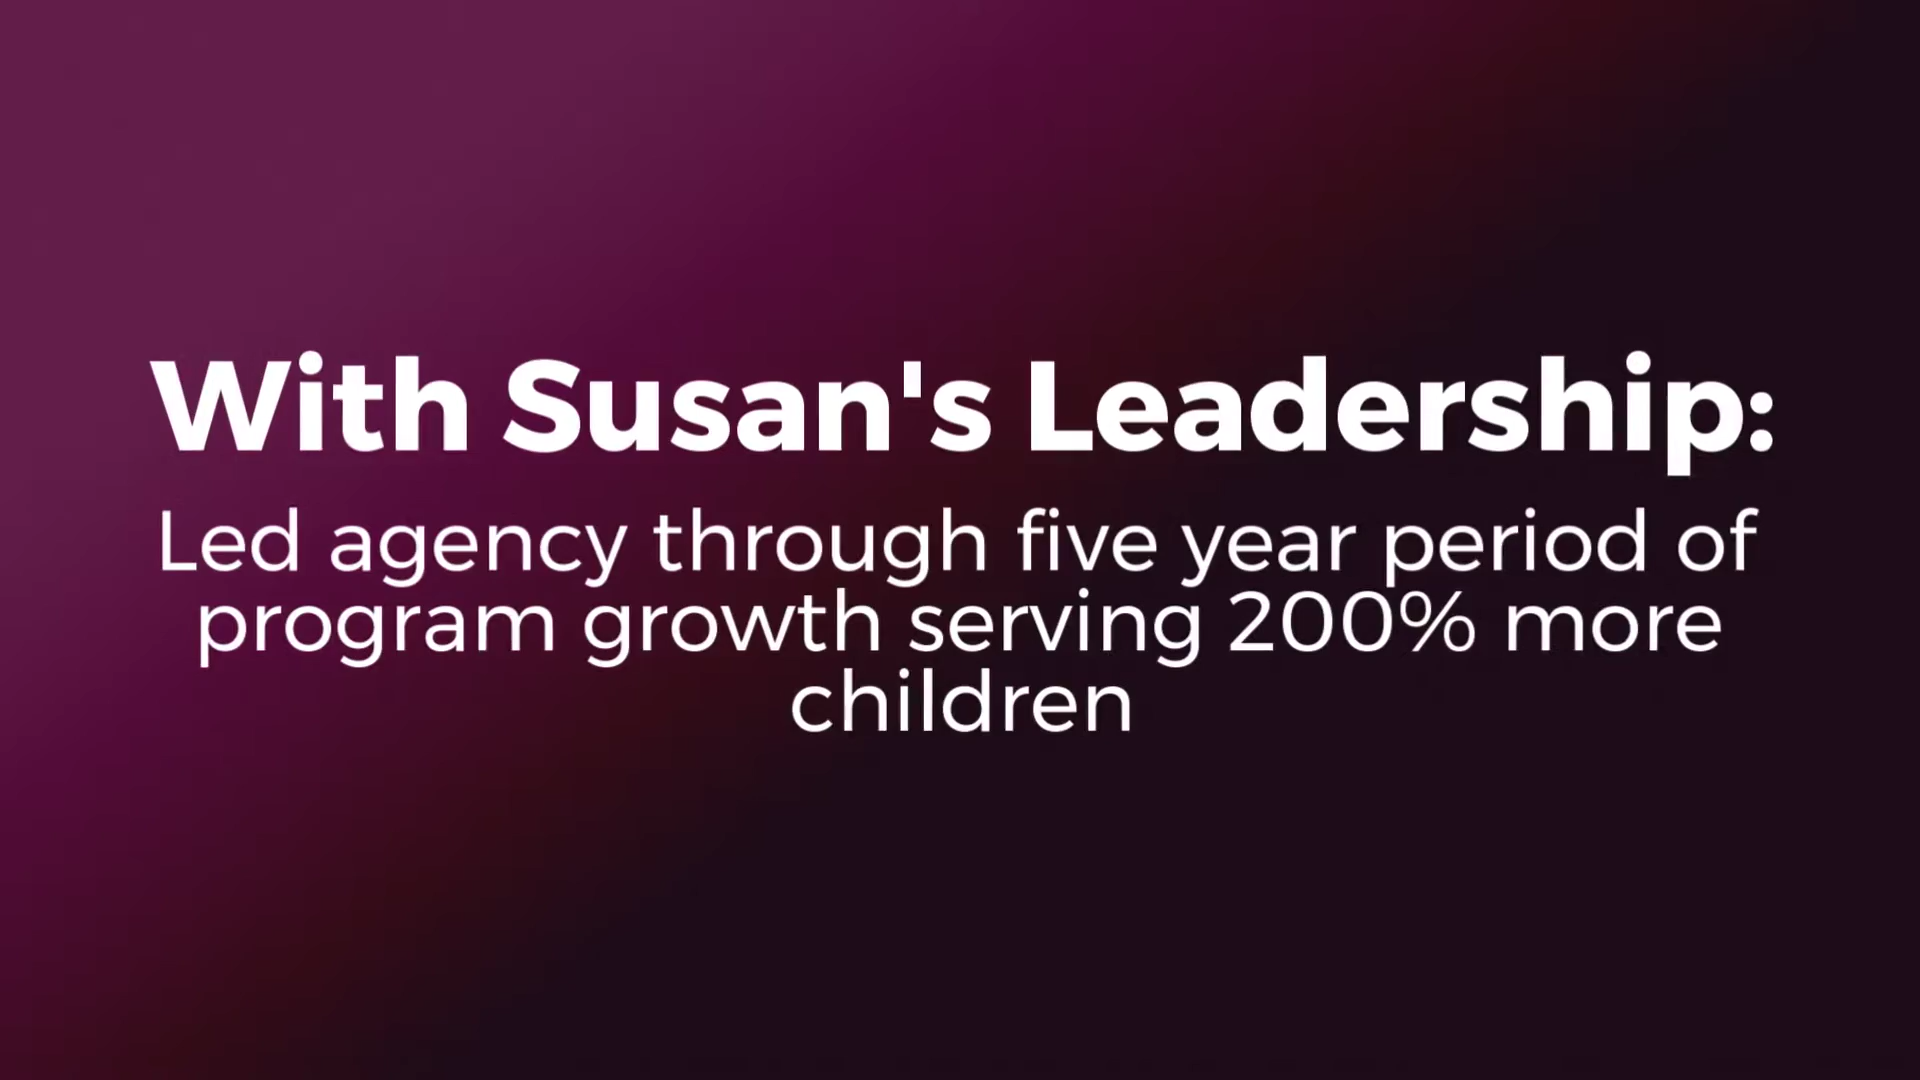 With Susan's Leadership:
Led agency through five year period of
program growth serving 200% more
children